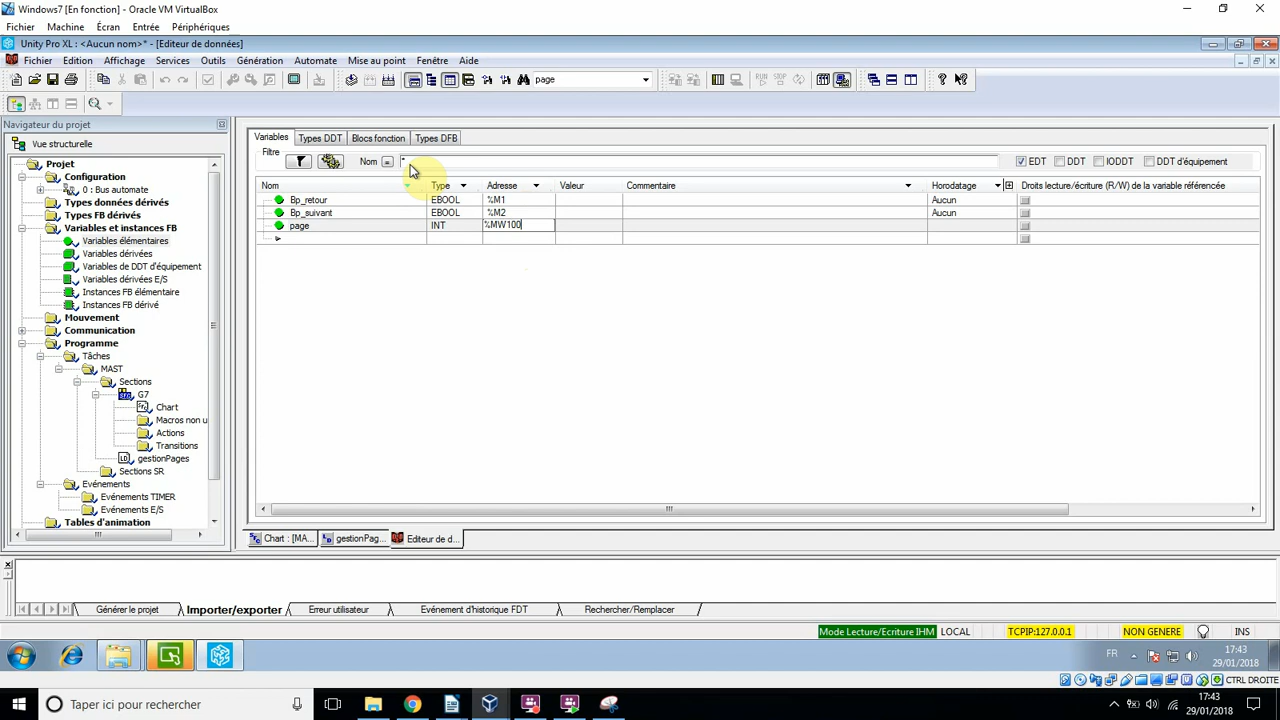 Windows7 [En fonction] - Oracle VM VirtualBox
Fichier Machine Écran Entrée Périphériques
Unity Pro XL : <Aucun nom>* - [Editeur de données]
Fichier Edition Affichage Services Outils Génération Automate Mise au point Fenêtre Aide
page
Navigateur du projet
Vue structurelle
Projet
Configuration
0 : Bus automate
Types données dérivés
Types FB dérivés
Variables et instances FB
Variables élémentaires
Variables dérivées
Variables de DDT d'équipement
Variables dérivées E/S
Instances FB élémentaire
Instances FB dérivé
Mouvement
Communication
Programme
Tâches
MAST
Sections
G7
Chart
Macros non u
Actions
Transitions
gestionPages
Sections SR
Evénements
Evénements TIMER
Evénements E/S
Tables d'animation
Variables Types DDT Blocs fonction Types DFB
Filtre
Nom = * EDT DDT IODDT DDT d'équipement
Nom Type Adresse Valeur Commentaire Horodatage Droits lecture/écriture (R/W) de la variable référencée
Bp_retour EBOOL %M1 Aucun
Bp_suivant EBOOL %M2 Aucun
page INT %MW100
Chart : [MA... gestionPag... Editeur de d...
Générer le projet Importer/exporter Erreur utilisateur Evénement d'historique FDT Rechercher/Remplacer
Mode Lecture/Ecriture IHM LOCAL TCPIP:127.0.0.1 NON GENERE INS
FR 17:43
29/01/2018
CTRL DROITE
Taper ici pour rechercher
17:43
29/01/2018